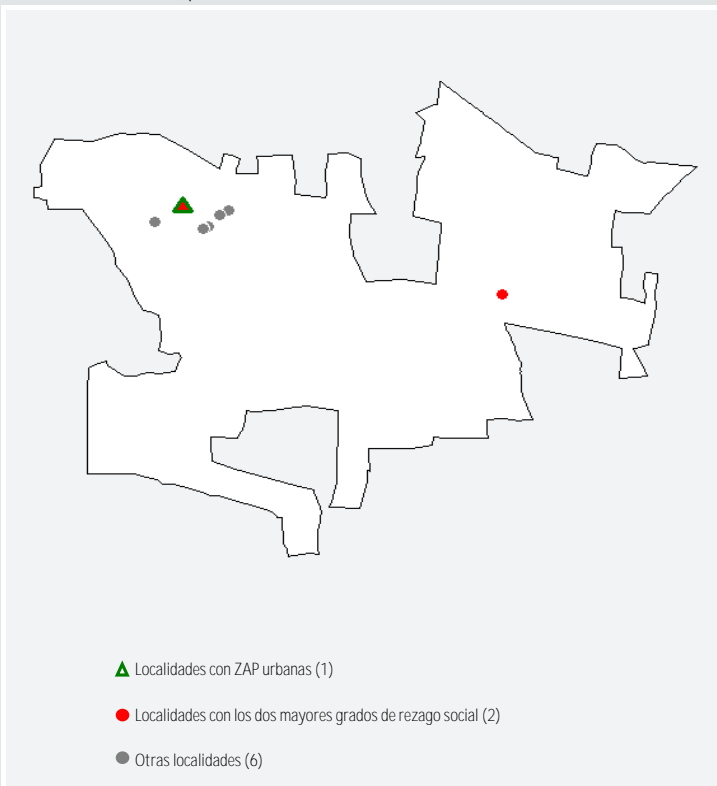 Localidades con ZAP urbanas (1)
Localidades con los dos mayores grados de rezago social (2)
Otras localidades (6)